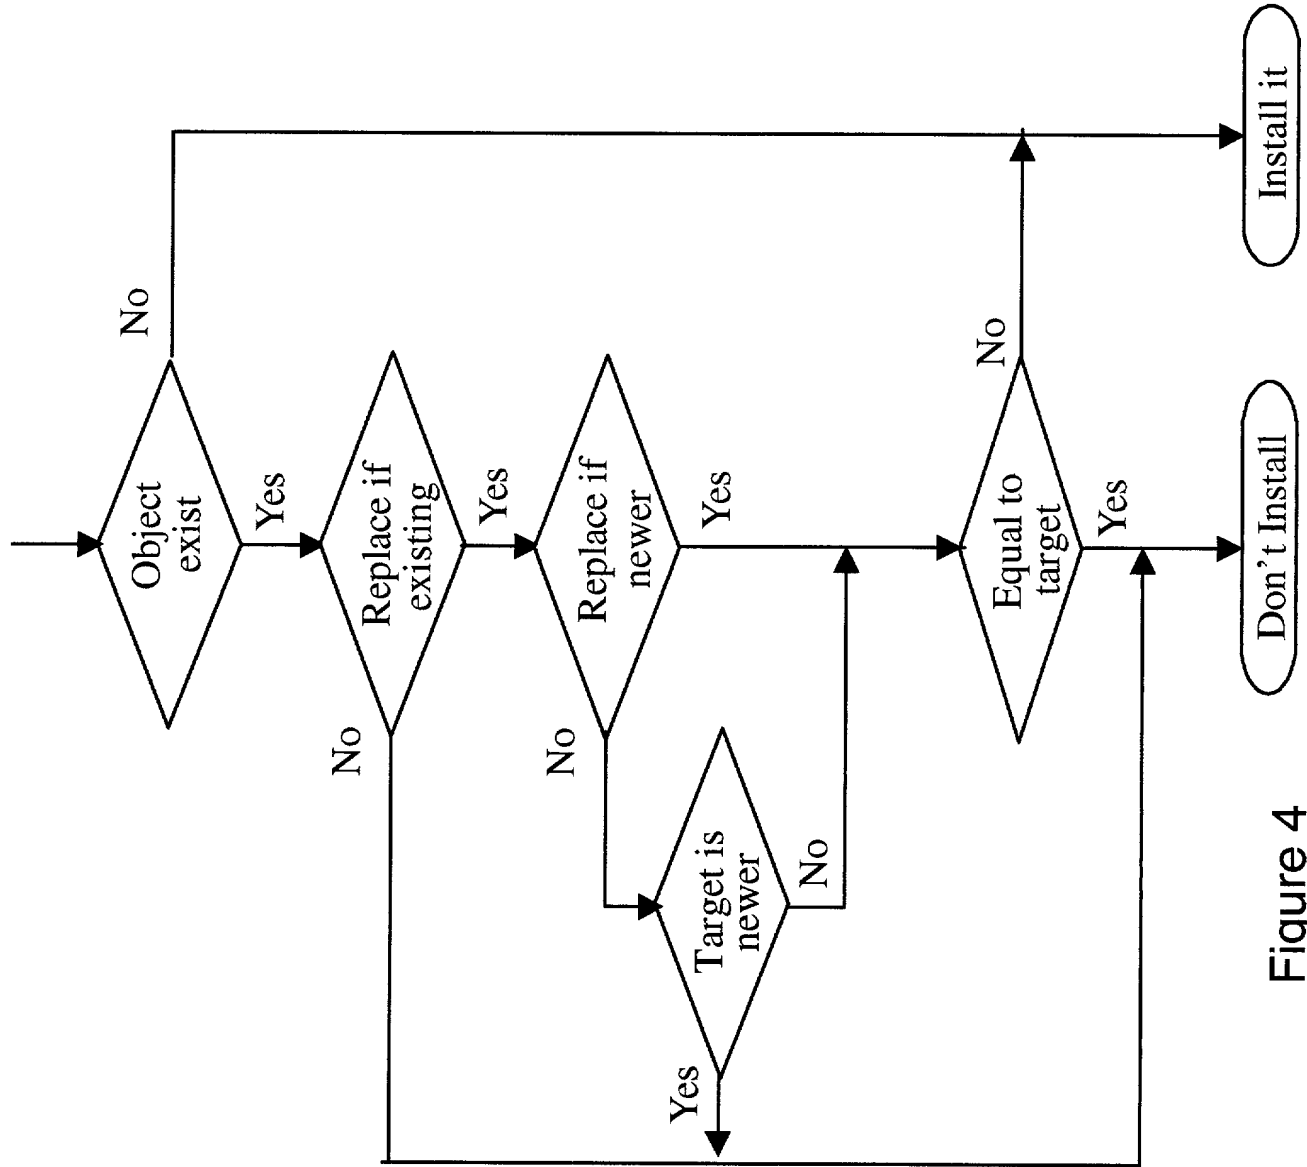 Object
exist
No
Yes
Replace if
existing
No
Yes
Replace if
newer
No
Yes
Target is
newer
Yes
No
Equal to
target
No
Yes
Don't Install
Install it
Figure 4